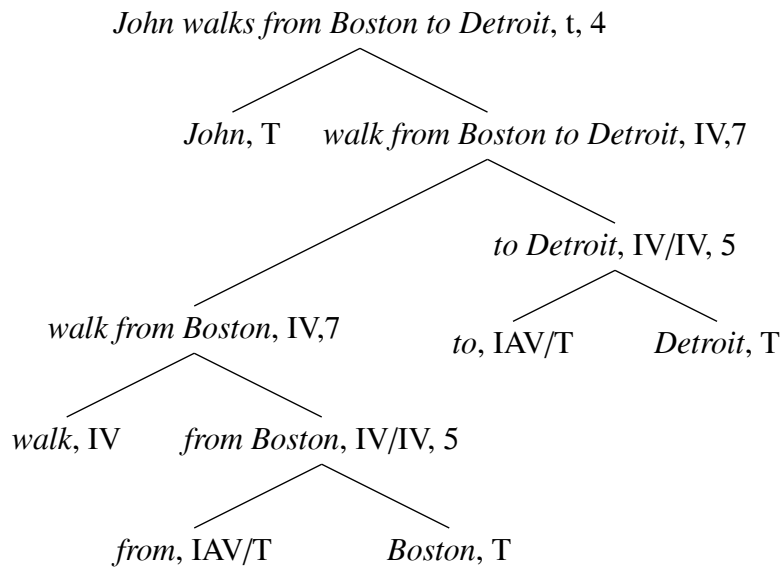 John walks from Boston to Detroit, t, 4
John, T walk from Boston to Detroit, IV,7
to Detroit, IV/IV, 5
walk from Boston, IV,7 to, IAV/T Detroit, T
walk, IV from Boston, IV/IV, 5
from, IAV/T Boston, T